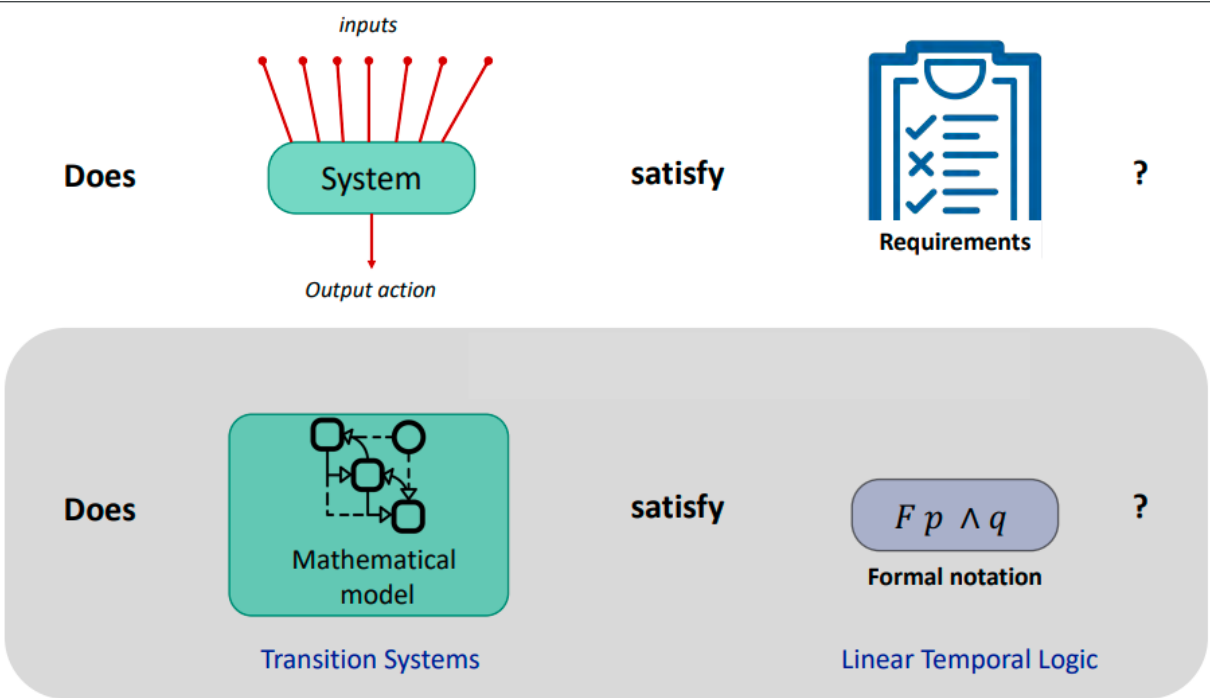 inputs
Does
System
satisfy
?
Requirements
Output action
Does
Mathematical
model
satisfy
F p ∧ q
?
Formal notation
Transition Systems
Linear Temporal Logic